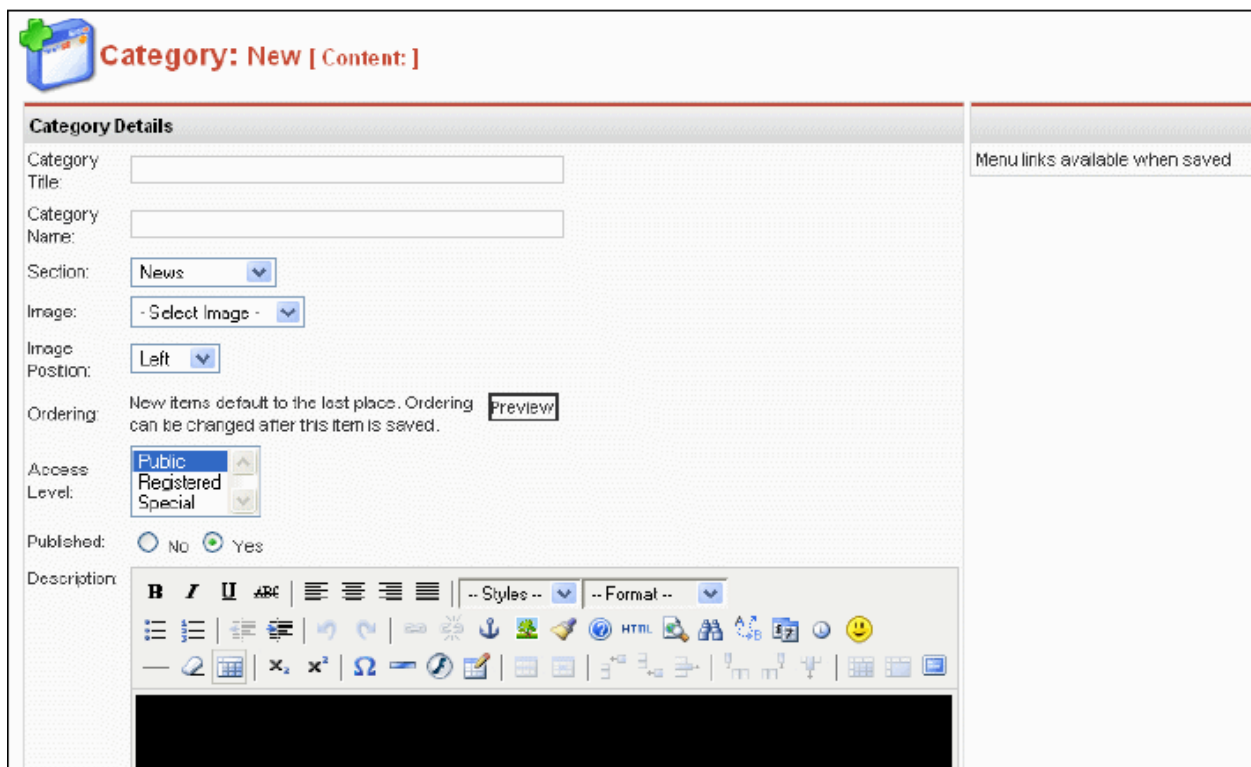 Category: New [ Content: ]
Category Details
Category
Title:
Menu links available when saved
Category
Name:
Section:
News
Image:
- Select Image -
Image
Position:
Left
Ordering:
New items default to the last place. Ordering
can be changed after this item is saved.
Preview
Access
Level:
Public
Registered
Special
Published:
No
Yes
Description:
B I U ABC
-- Styles --
-- Format --
HTML
x₂ x² Ω